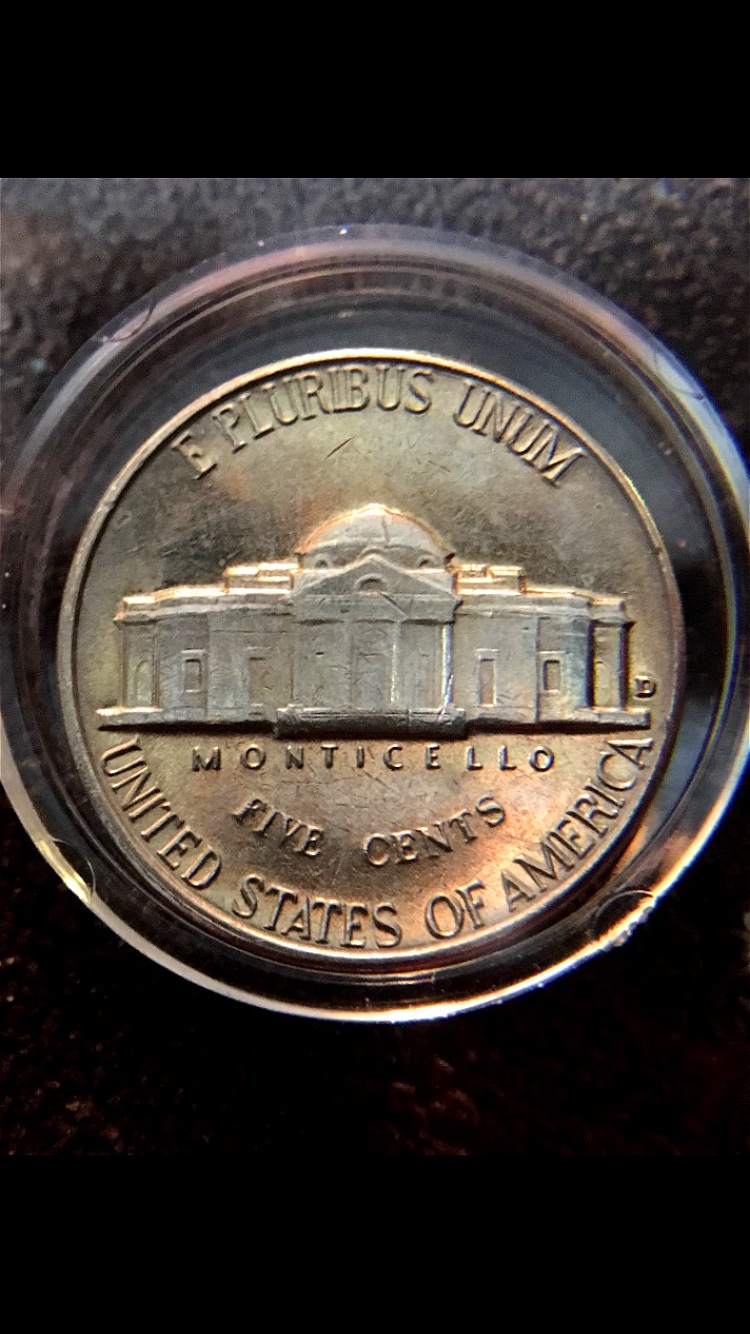 E PLURIBUS UNUM
D
MONTICELLO
FIVE CENTS
UNITED STATES OF AMERICA